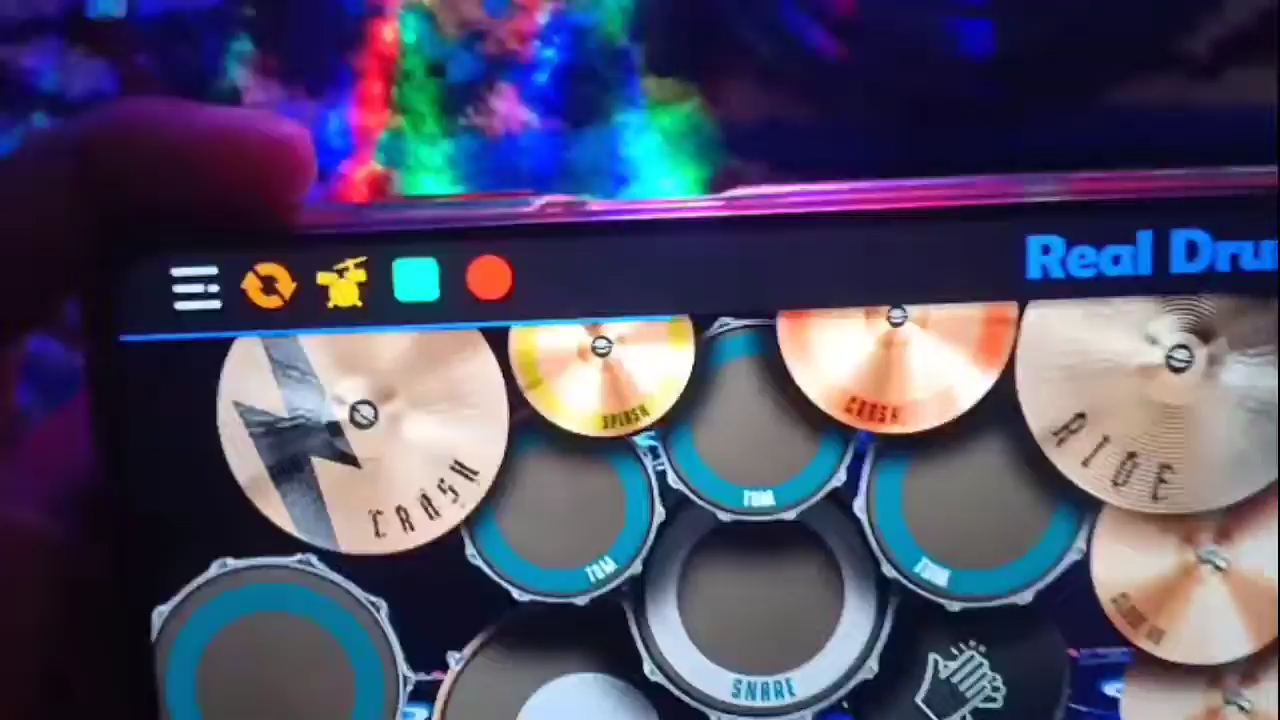 Real Dru
SPLASH
CRASH
CRASH
RIDE
TOM
TOM
TOM
SNARE